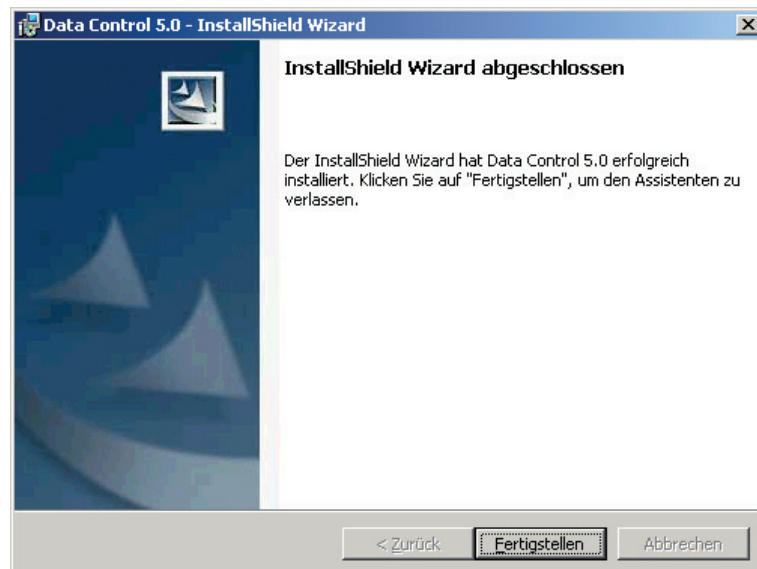 Data Control 5.0 - InstallShield Wizard
InstallShield Wizard abgeschlossen
Der InstallShield Wizard hat Data Control 5.0 erfolgreich
installiert. Klicken Sie auf "Fertigstellen", um den Assistenten zu
verlassen.
< Zurück Fertigstellen Abbrechen